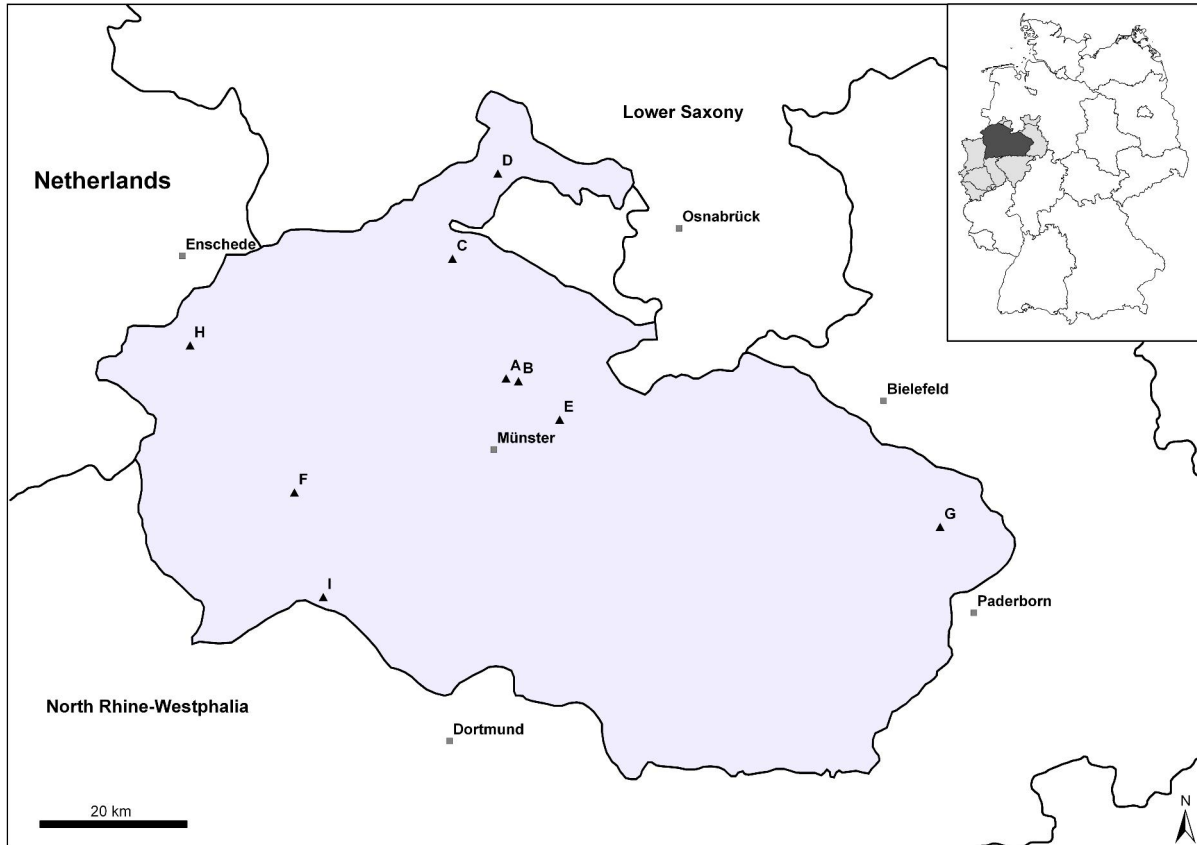 Lower Saxony
D
Netherlands
Osnabrück
Enschede
C
H
A B
Bielefeld
E
Münster
F
G
I
Paderborn
North Rhine-Westphalia
Dortmund
20 km
N